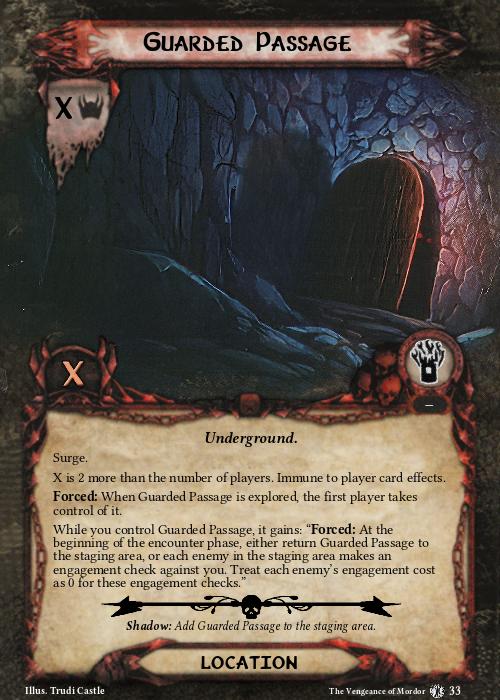 Guarded Passage
X
X
–
Underground.
Surge.
X is 2 more than the number of players. Immune to player card effects.
Forced: When Guarded Passage is explored, the first player takes
control of it.
While you control Guarded Passage, it gains: “Forced: At the
beginning of the encounter phase, either return Guarded Passage to
the staging area, or each enemy in the staging area makes an
engagement check against you. Treat each enemy’s engagement cost
as 0 for these engagement checks.”
Shadow: Add Guarded Passage to the staging area.
LOCATION
Illus. Trudi Castle
The Vengeance of Mordor 33